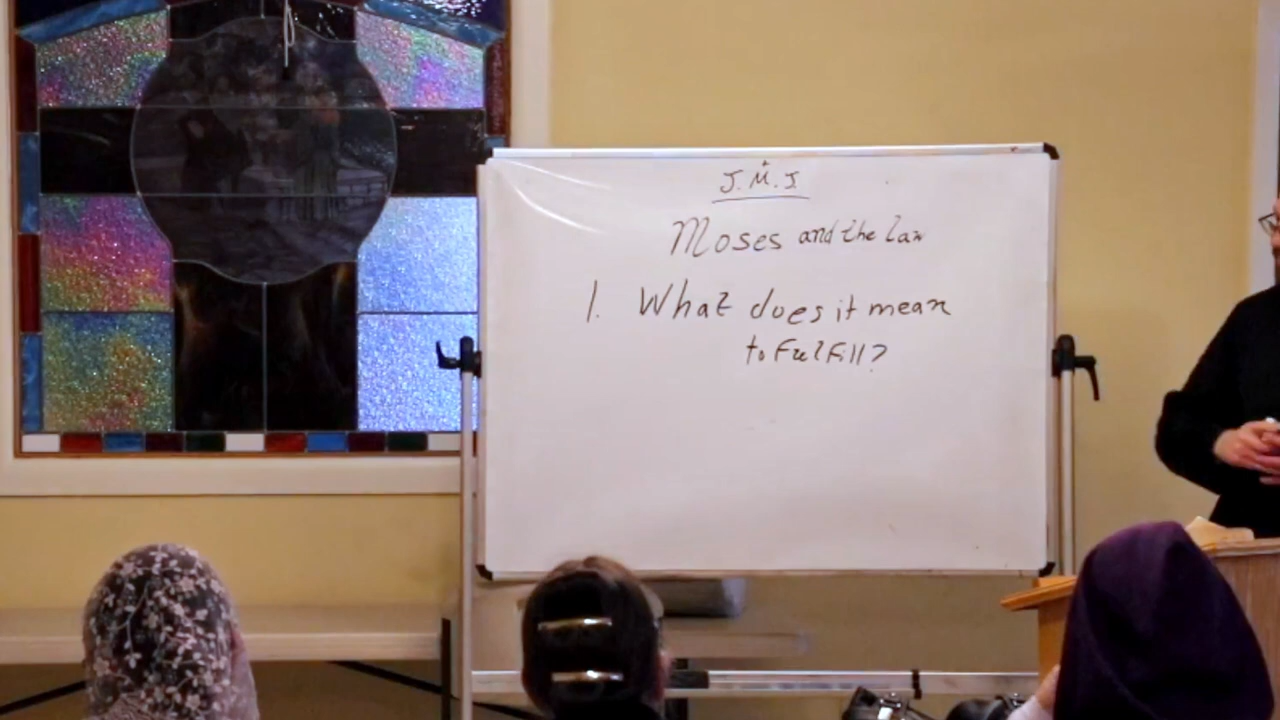 J.M.J.
Moses and the Law
1. What does it mean
to Fulfill?